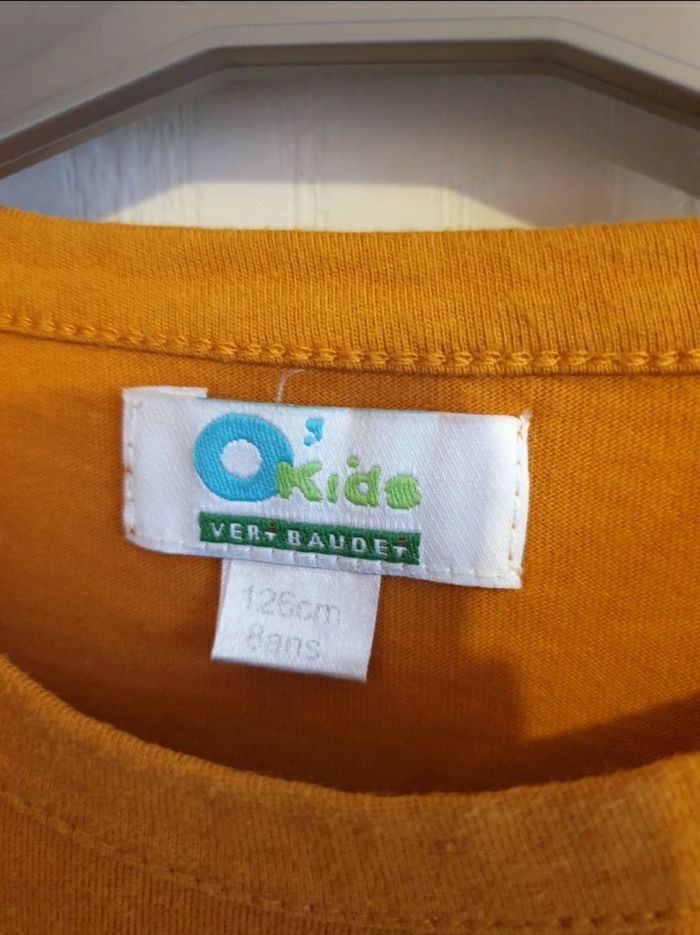 O'Kids
VERTBAUDET
126cm
8ans